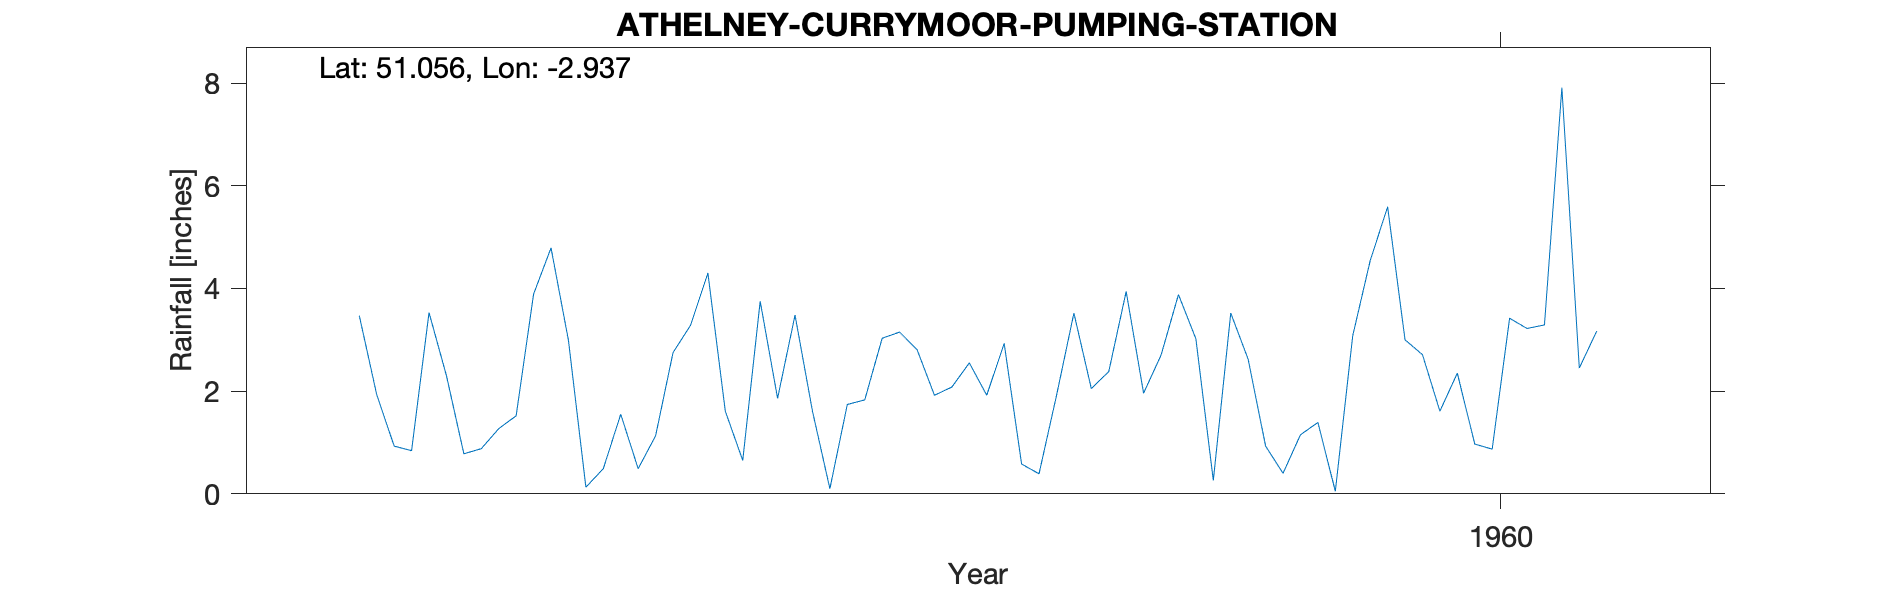 ATHELNEY-CURRYMOOR-PUMPING-STATION
Lat: 51.056, Lon: -2.937
8
6
4
2
0
Rainfall [inches]
1960
Year